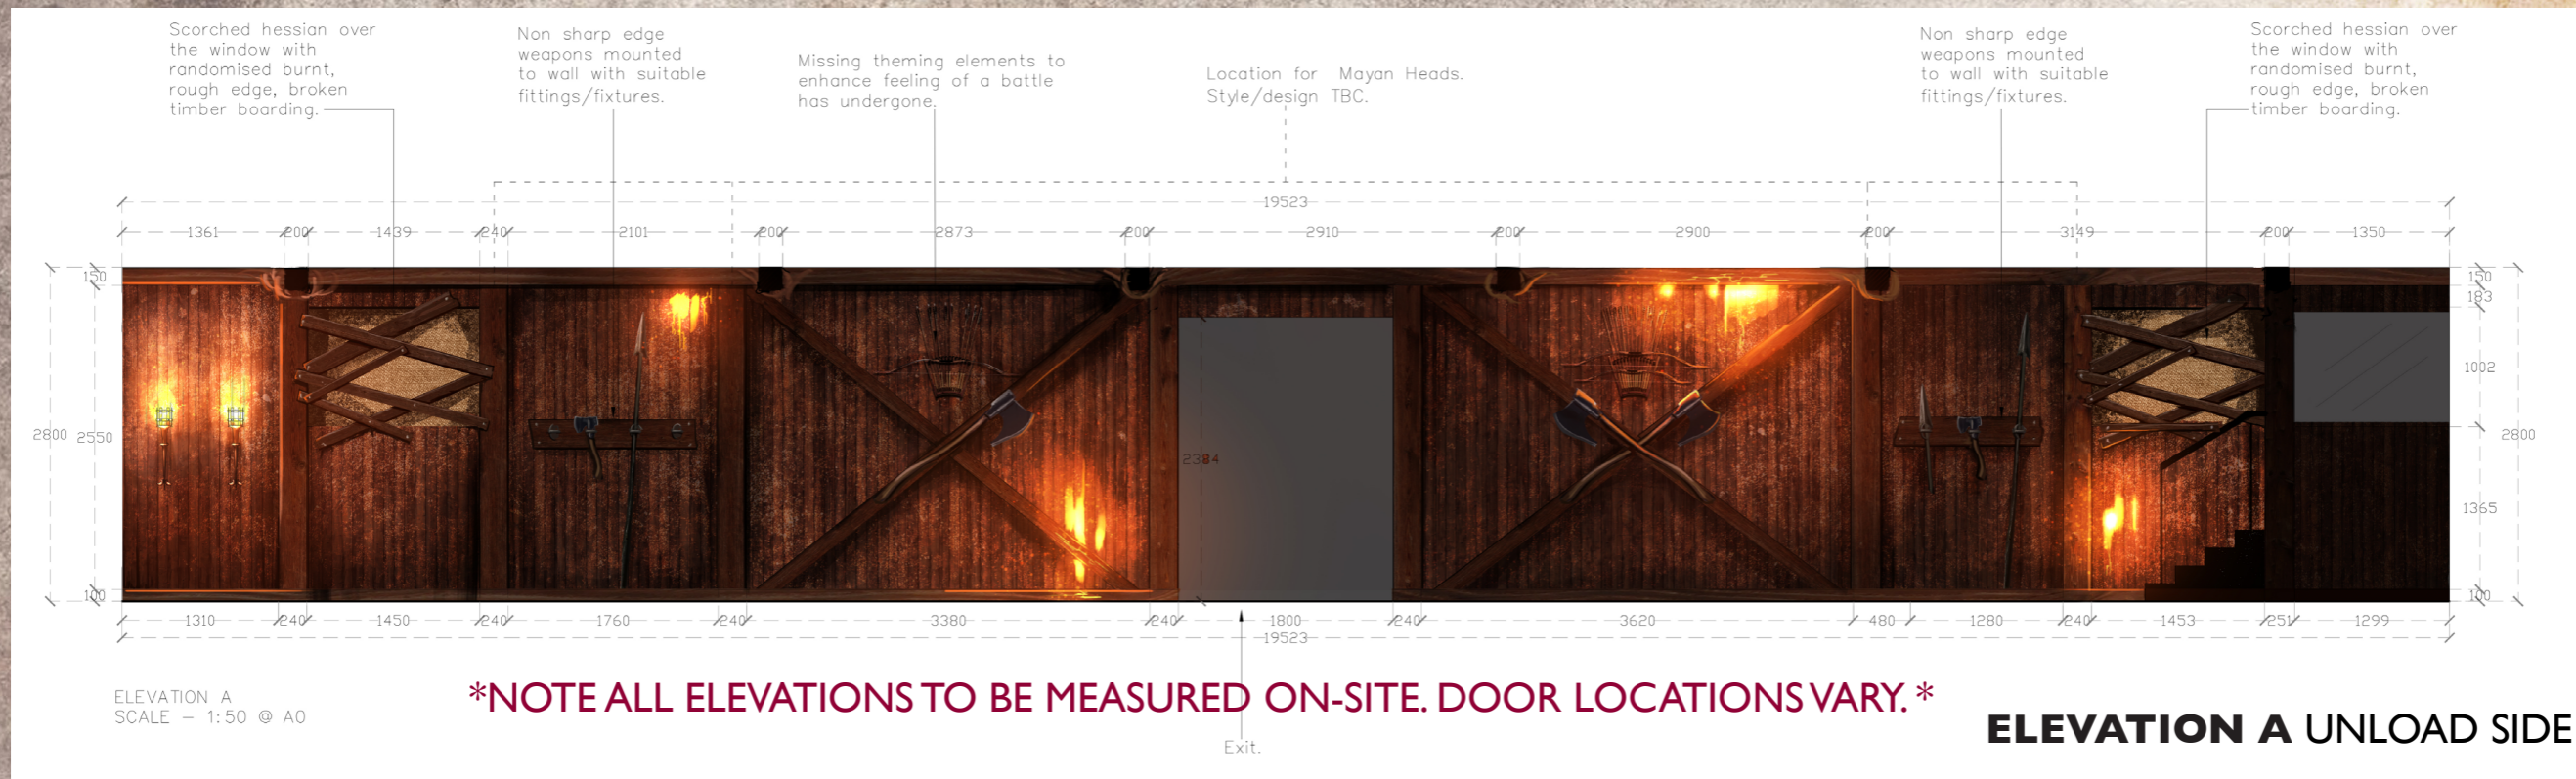 Scorched hessian over
the window with
randomised burnt,
rough edge, broken
timber boarding.
Non sharp edge
weapons mounted
to wall with suitable
fittings/fixtures.
Missing theming elements to
enhance feeling of a battle
has undergone.
Location for Mayan Heads.
Style/design TBC.
Non sharp edge
weapons mounted
to wall with suitable
fittings/fixtures.
Scorched hessian over
the window with
randomised burnt,
rough edge, broken
timber boarding.
19523
1361 200 1439 240 2101 200 2873 200 2910 200 2900 200 3149 200 1350
150
2800 2550
100
2384
150
183
1002
2800
1365
100
1310 240 1450 240 1760 240 3380 240 1800 240 3620 480 1280 240 1453 251 1299
19523
ELEVATION A
SCALE - 1:50 @ A0
*NOTE ALL ELEVATIONS TO BE MEASURED ON-SITE. DOOR LOCATIONS VARY. *
Exit.
ELEVATION A UNLOAD SIDE